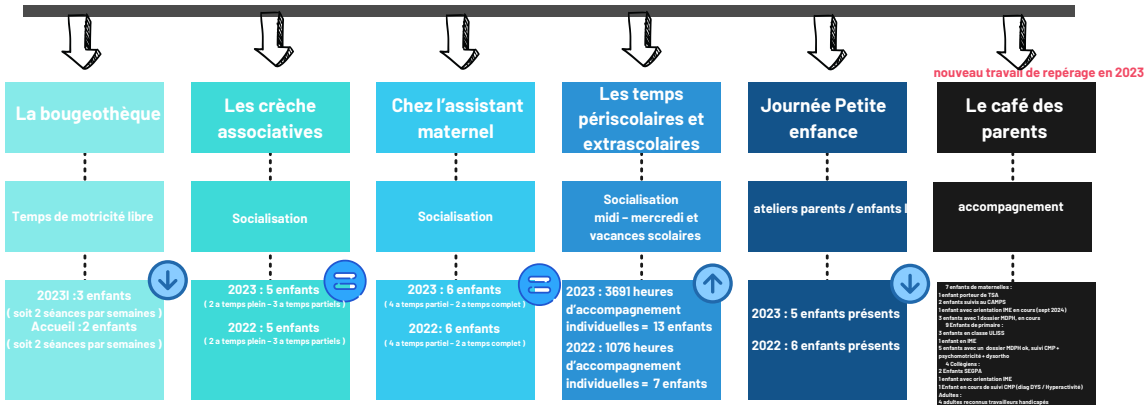 nouveau travail de repérage en 2023
La bougeothèque
Temps de motricité libre
2023I :3 enfants
( soit 2 séances par semaines )
Accueil :2 enfants
( soit 2 séances par semaines )
Les crèche
associatives
Socialisation
2023 : 5 enfants
( 2 a temps plein – 3 a temps partiels )
2022 : 5 enfants
( 2 a temps plein – 3 a temps partiels )
Chez l'assistant
maternel
Socialisation
2023 : 6 enfants
( 4 a temps partiel – 2 a temps complet )
2022: 6 enfants
( 4 a temps partiel – 2 a temps complet )
Les temps
périscolaires et
extrascolaires
Socialisation
midi – mercredi et
vacances scolaires
2023 : 3691 heures
d'accompagnement
individuelles = 13 enfants
2022 : 1076 heures
d'accompagnement
individuelles = 7 enfants
Journée Petite
enfance
ateliers parents / enfants l
2023 : 5 enfants présents
2022 : 6 enfants présents
Le café des
parents
accompagnement
7 enfants de maternelles :
1 enfant porteur de TSA
2 enfants suivis au CAMPS
1 enfant avec orientation IME en cours (sept 2024)
3 enfants avec 1 dossier MDPH, en cours
9 Enfants de primaire :
3 enfants en classe ULISS
1 enfant en IME
5 enfants avec un dossier MDPH ok, suivi CMP +
psychomotricité + dysortho
4 Collégiens :
2 Enfants SEGPA
1 enfant avec orientation IME
1 Enfant en cours de suivi CMP (diag DYS / Hyperactivité)
Adultes :
4 adultes reconnus travailleurs handicapés